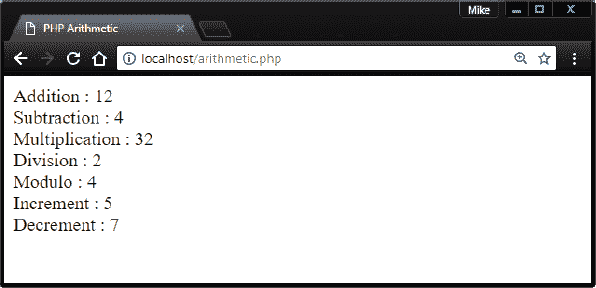 Mike
PHP Arithmetic
localhost/arithmetic.php
Addition : 12
Subtraction : 4
Multiplication : 32
Division : 2
Modulo : 4
Increment : 5
Decrement : 7